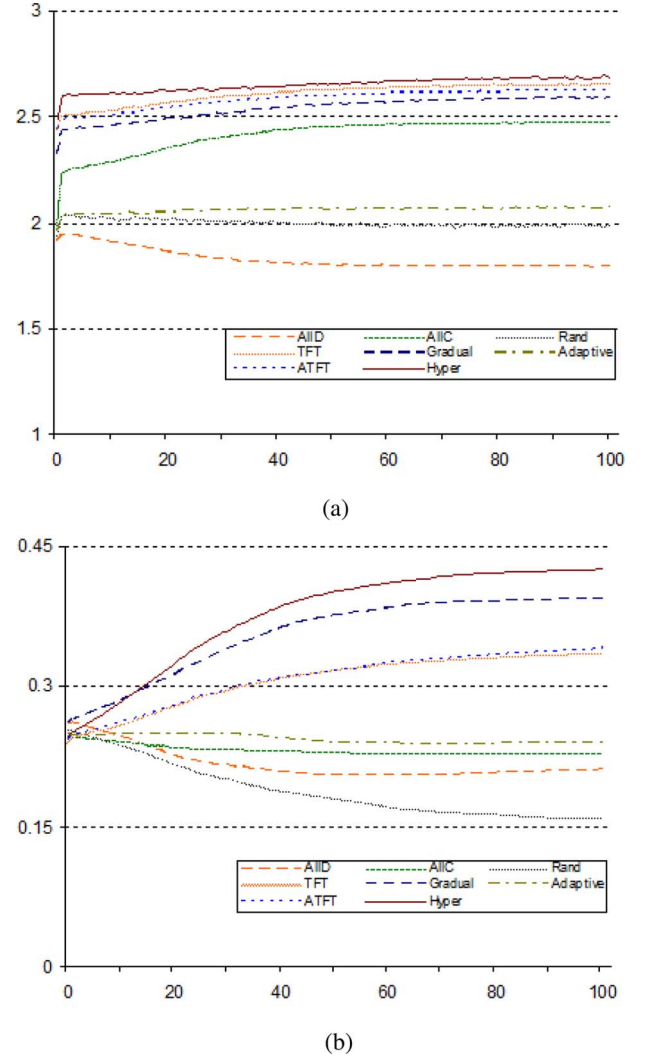 3
2.5
2
1.5
1
AllD AllC Rand
TFT Gradual Adaptive
ATFT Hyper
0 20 40 60 80 100
(a)
0.45
0.3
0.15
0
AllD AllC Rand
TFT Gradual Adaptive
ATFT Hyper
0 20 40 60 80 100
(b)